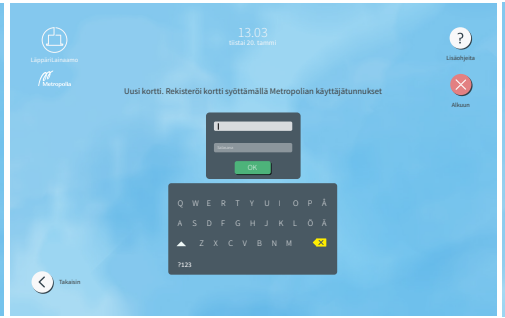 13.03
tiistai 20. tammi
?
LäppäriLainaamo
Lisäohjeita
Metropolia
Uusi kortti. Rekisteröi kortti syöttämällä Metropolian käyttäjätunnukset
Alkuun
OK
Q W E R T Y U I O P Å
A S D F G H J K L Ö Ä
Z X C V B N M
?123
Takaisin